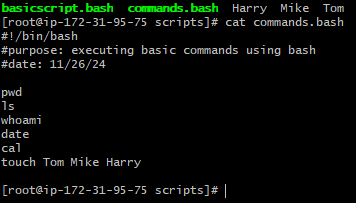 basicscript.bash  commands.bash  Harry  Mike  Tom
[root@ip-172-31-95-75 scripts]# cat commands.bash
#!/bin/bash
#purpose: executing basic commands using bash
#date: 11/26/24

pwd
ls
whoami
date
cal
touch Tom Mike Harry

[root@ip-172-31-95-75 scripts]#